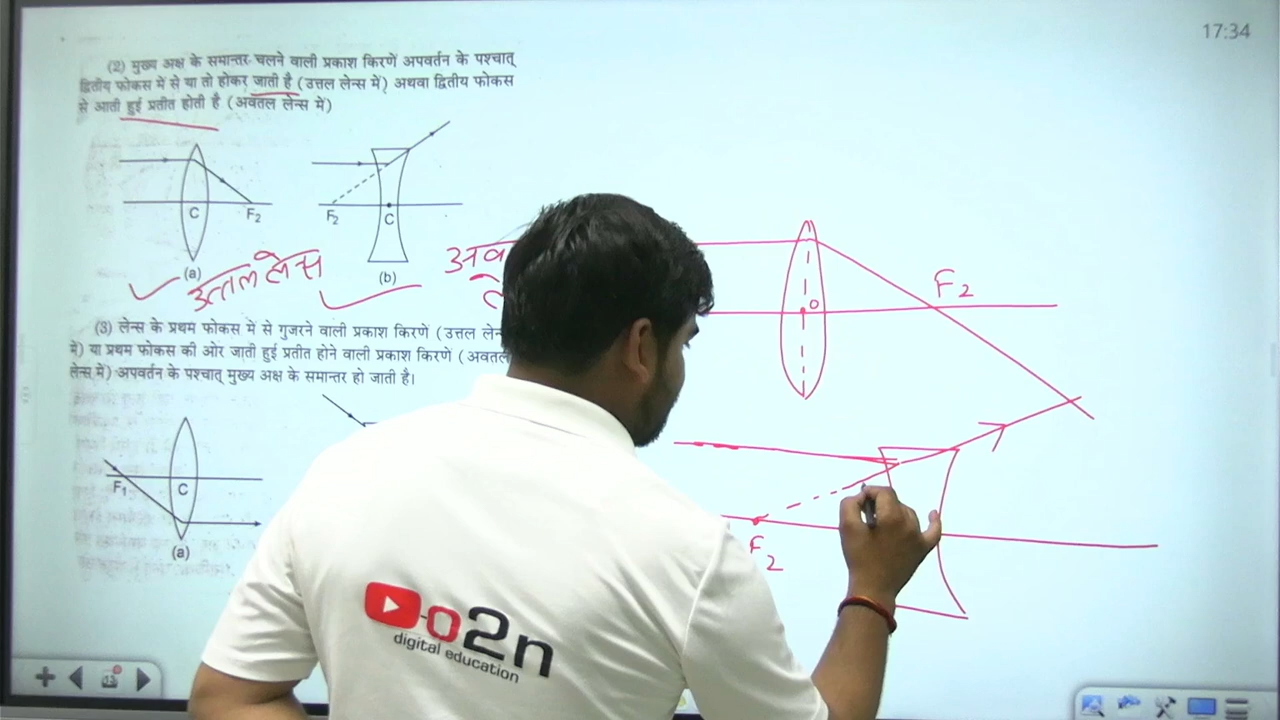 17:34
(2) मुख्य अक्ष के समान्तर चलने वाली प्रकाश किरणें अपवर्तन के पश्चात्
द्वितीय फोकस में से या तो होकर जाती है (उत्तल लेन्स में) अथवा द्वितीय फोकस
से आती हुई प्रतीत होती है (अवतल लेन्स में)
C
F2
(a)
F2
C
(b)
उत्तल लेन्स
अव
ले
(3) लेन्स के प्रथम फोकस में से गुजरने वाली प्रकाश किरणे (उत्तल लेन
में) या प्रथम फोकस की ओर जाती हुई प्रतीत होने वाली प्रकाश किरणे (अवतल
लेन्स में) अपवर्तन के पश्चात् मुख्य अक्ष के समान्तर हो जाती है।
F1
C
(a)
F2
O
F2
o2n
digital education